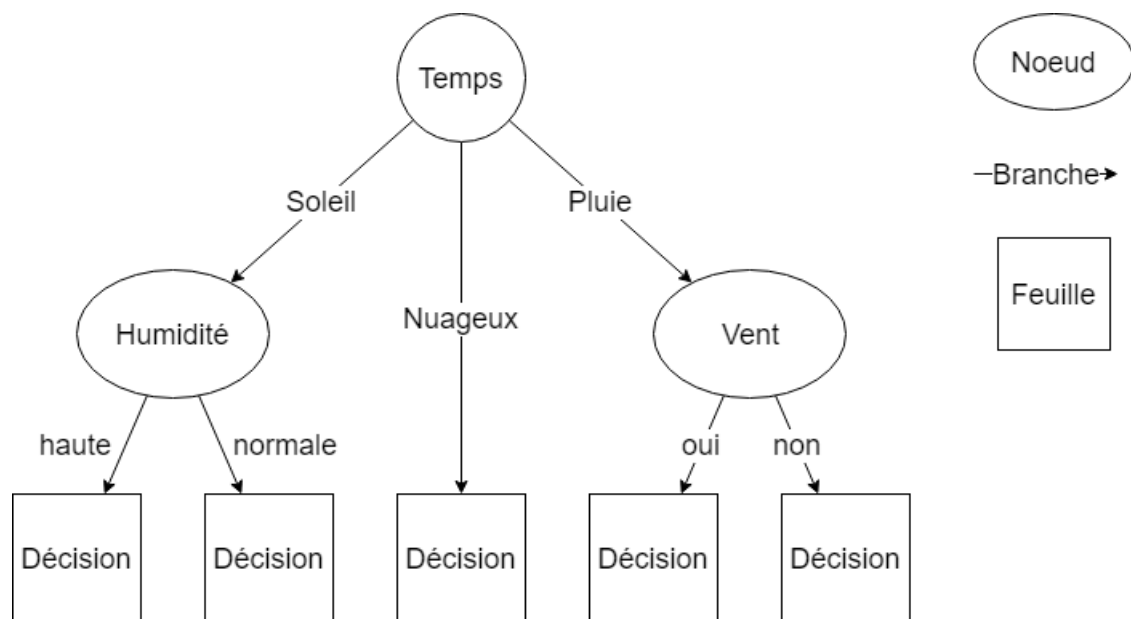 Temps
Noeud
Soleil
Pluie
Branche
Feuille
Humidité
Nuageux
Vent
haute
normale
oui
non
Décision
Décision
Décision
Décision
Décision